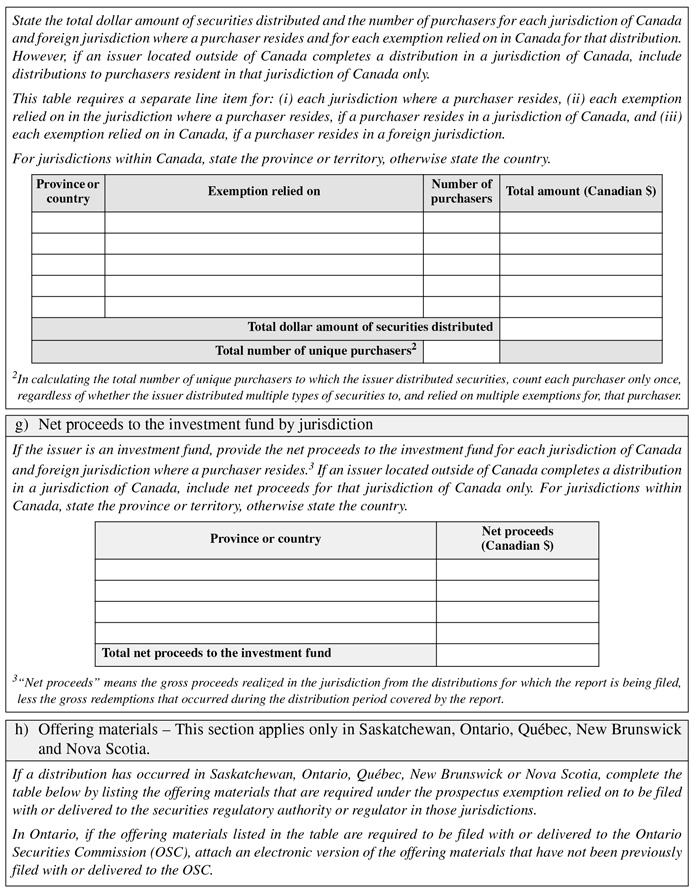 State the total dollar amount of securities distributed and the number of purchasers for each jurisdiction of Canada
and foreign jurisdiction where a purchaser resides and for each exemption relied on in Canada for that distribution.
However, if an issuer located outside of Canada completes a distribution in a jurisdiction of Canada, include
distributions to purchasers resident in that jurisdiction of Canada only.
This table requires a separate line item for: (i) each jurisdiction where a purchaser resides, (ii) each exemption
relied on in the jurisdiction where a purchaser resides, if a purchaser resides in a jurisdiction of Canada, and (iii)
each exemption relied on in Canada, if a purchaser resides in a foreign jurisdiction.
For jurisdictions within Canada, state the province or territory, otherwise state the country.
Province or
country
Exemption relied on
Number of
purchasers
Total amount (Canadian $)
Total dollar amount of securities distributed
Total number of unique purchasers2
2In calculating the total number of unique purchasers to which the issuer distributed securities, count each purchaser only once,
regardless of whether the issuer distributed multiple types of securities to, and relied on multiple exemptions for, that purchaser.
g) Net proceeds to the investment fund by jurisdiction
If the issuer is an investment fund, provide the net proceeds to the investment fund for each jurisdiction of Canada
and foreign jurisdiction where a purchaser resides.3 If an issuer located outside of Canada completes a distribution
in a jurisdiction of Canada, include net proceeds for that jurisdiction of Canada only. For jurisdictions within
Canada, state the province or territory, otherwise state the country.
Province or country
Net proceeds
(Canadian $)
Total net proceeds to the investment fund
3“Net proceeds” means the gross proceeds realized in the jurisdiction from the distributions for which the report is being filed,
less the gross redemptions that occurred during the distribution period covered by the report.
h) Offering materials – This section applies only in Saskatchewan, Ontario, Québec, New Brunswick
and Nova Scotia.
If a distribution has occurred in Saskatchewan, Ontario, Québec, New Brunswick or Nova Scotia, complete the
table below by listing the offering materials that are required under the prospectus exemption relied on to be filed
with or delivered to the securities regulatory authority or regulator in those jurisdictions.
In Ontario, if the offering materials listed in the table are required to be filed with or delivered to the Ontario
Securities Commission (OSC), attach an electronic version of the offering materials that have not been previously
filed with or delivered to the OSC.